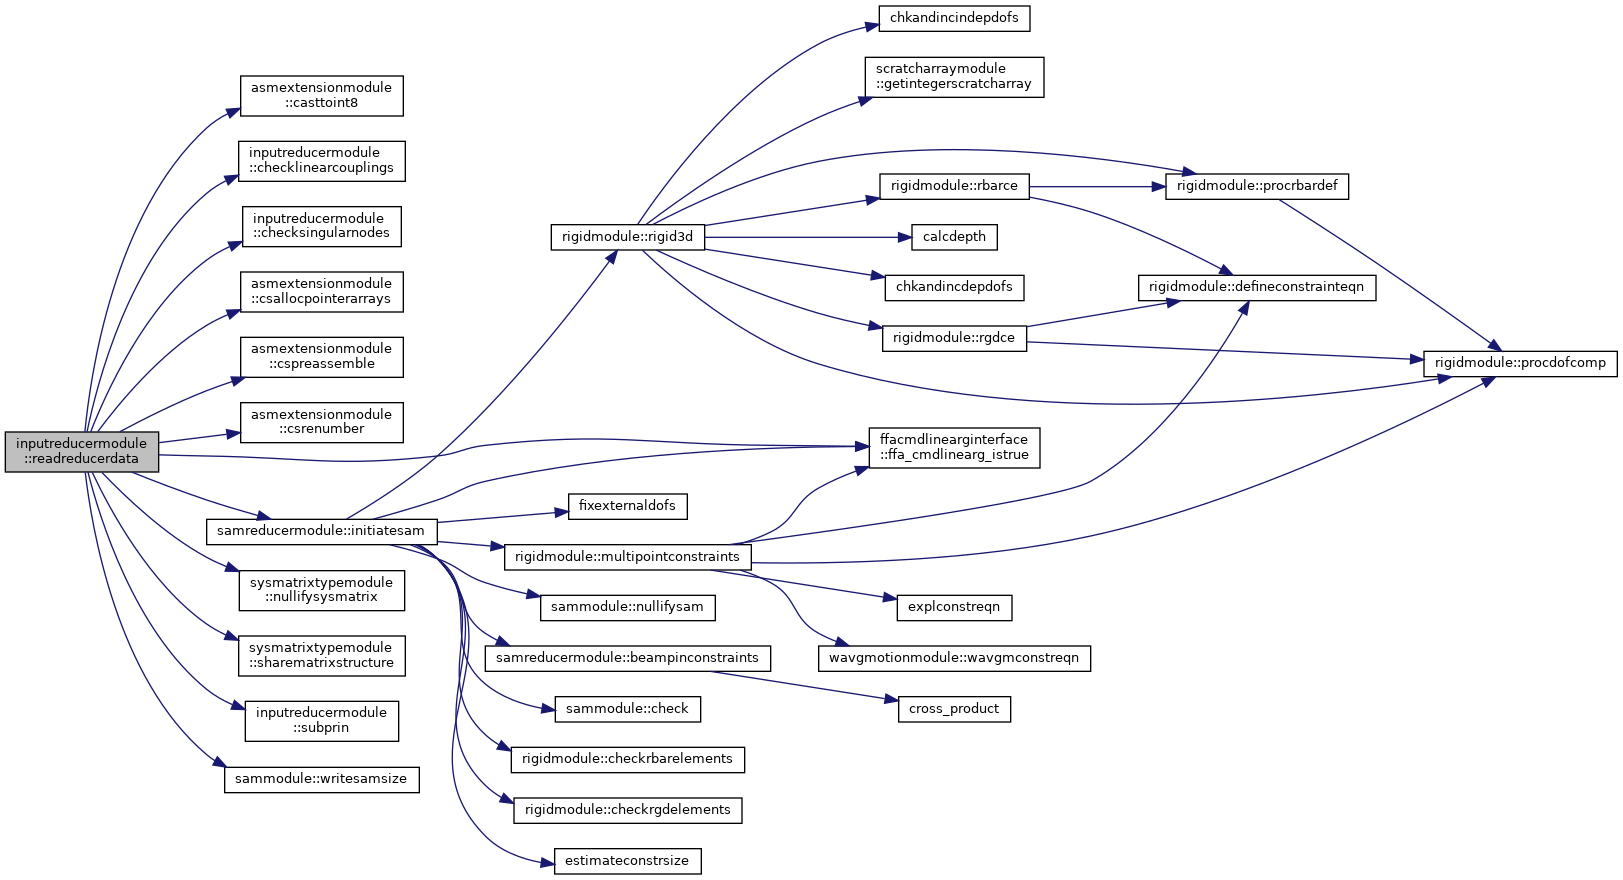 inputreducermodule
::readreducerdata
asmextensionmodule
::casttoint8
inputreducermodule
::checklinearcouplings
inputreducermodule
::checksingularnodes
asmextensionmodule
::csallocpointerarrays
asmextensionmodule
::cspreassemble
asmextensionmodule
::csrenumber
samreducermodule::initiatesam
sysmatrixtypemodule
::nullifysysmatrix
sysmatrixtypemodule
::sharematrixstructure
inputreducermodule
::subprin
sammodule::writesamsize
rigidmodule::rigid3d
fixexternaldofs
rigidmodule::multipointconstraints
sammodule::nullifysam
samreducermodule::beampinconstraints
sammodule::check
rigidmodule::checkrbarelements
rigidmodule::checkrgdelements
estimateconstrsize
chkandincindepdofs
scratcharraymodule
::getintegerscratcharray
rigidmodule::rbarce
calcdepth
chkandincdepdofs
rigidmodule::rgdce
ffacmdlinearginterface
::ffa_cmdlinearg_istrue
explconstreqn
wavgmotionmodule::wavgmconstreqn
cross_product
rigidmodule::procrbardef
rigidmodule::defineconstrainteqn
rigidmodule::procdofcomp